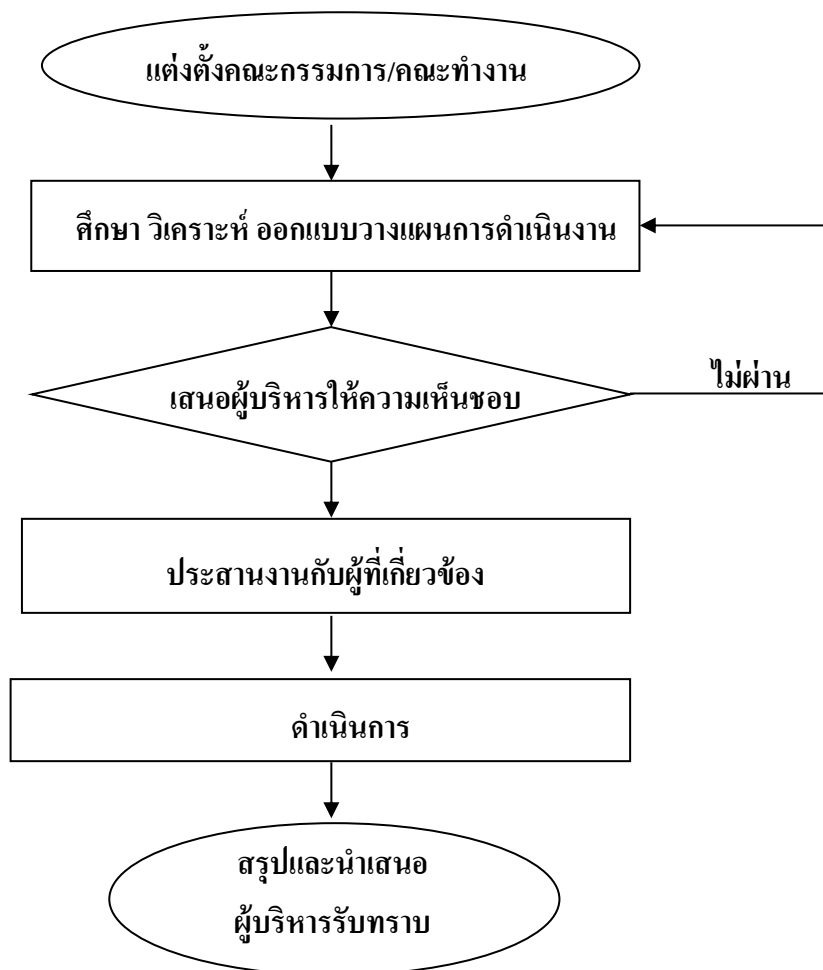 แต่งตั้งคณะกรรมการ/คณะทำงาน
ศึกษา วิเคราะห์ ออกแบบวางแผนการดำเนินงาน
เสนอผู้บริหารให้ความเห็นชอบ
ไม่ผ่าน
ประสานงานกับผู้ที่เกี่ยวข้อง
ดำเนินการ
สรุปและนำเสนอ
ผู้บริหารรับทราบ